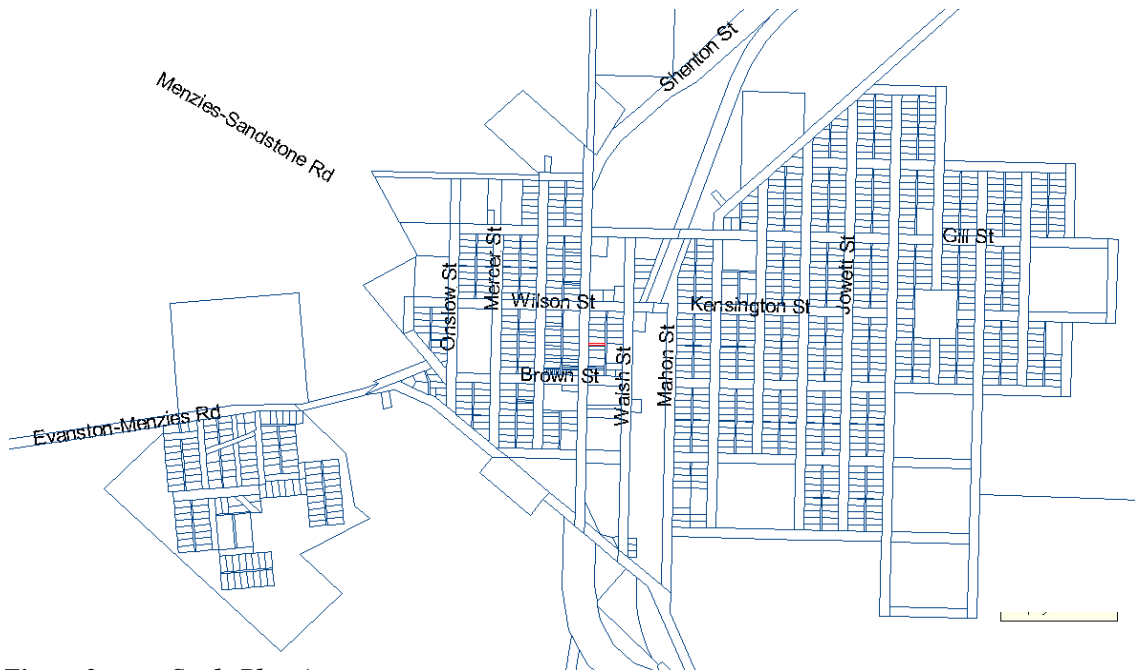 Shenton St
Menzies-Sandstone Rd
Gill St
Mercer St
Jowett St
Onslow St
Wilson St
Kensington St
Mahon St
Walsh St
Brown St
Evanston-Menzies Rd